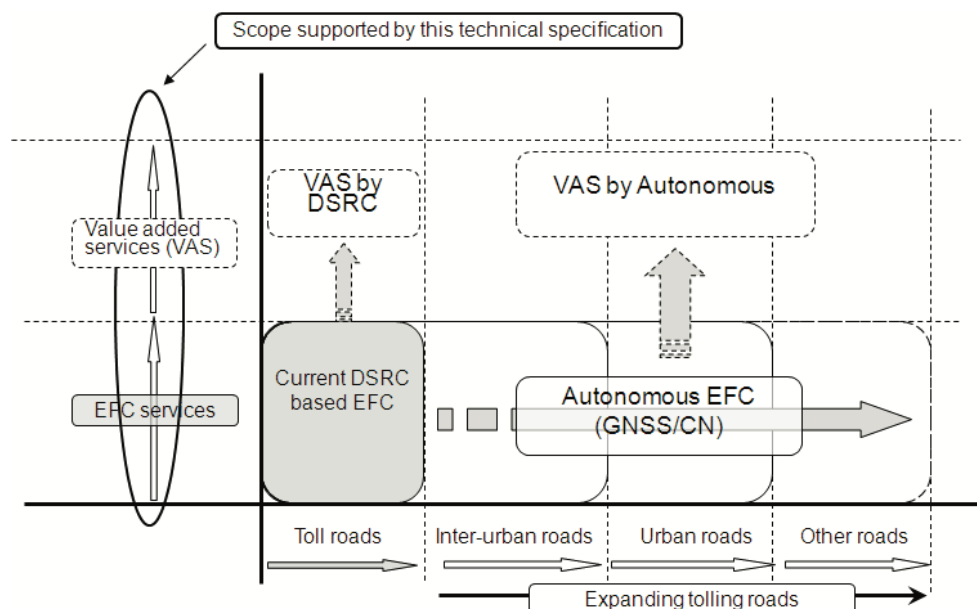 Scope supported by this technical specification
VAS by
DSRC
VAS by Autonomous
Value added
services (VAS)
Current DSRC
based EFC
EFC services
Autonomous EFC
(GNSS/CN)
Toll roads
Inter-urban roads
Urban roads
Other roads
Expanding tolling roads